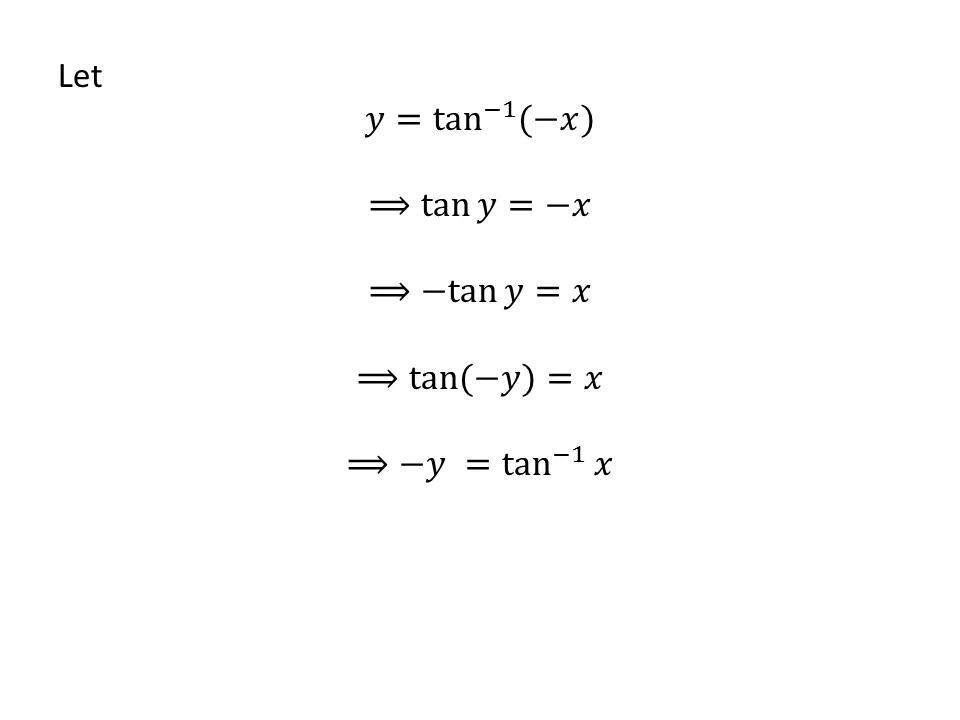 Let
𝑦 = tan⁻¹(−𝑥)
⟹ tan 𝑦 = −𝑥
⟹ −tan 𝑦 = 𝑥
⟹ tan(−𝑦) = 𝑥
⟹ −𝑦 = tan⁻¹ 𝑥